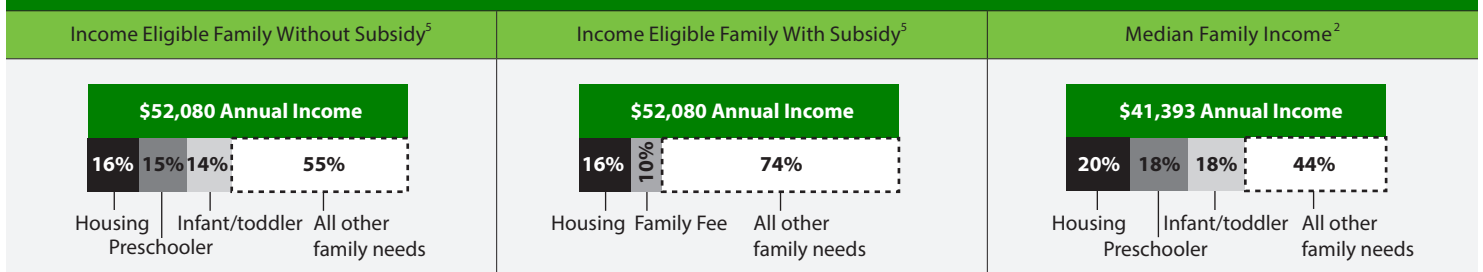 Income Eligible Family Without Subsidy5
$52,080 Annual Income
16% 15% 14% 55%
Housing Infant/toddler All other
Preschooler family needs
Income Eligible Family With Subsidy5
$52,080 Annual Income
16% 10% 74%
Housing Family Fee All other
family needs
Median Family Income2
$41,393 Annual Income
20% 18% 18% 44%
Housing Infant/toddler All other
Preschooler family needs